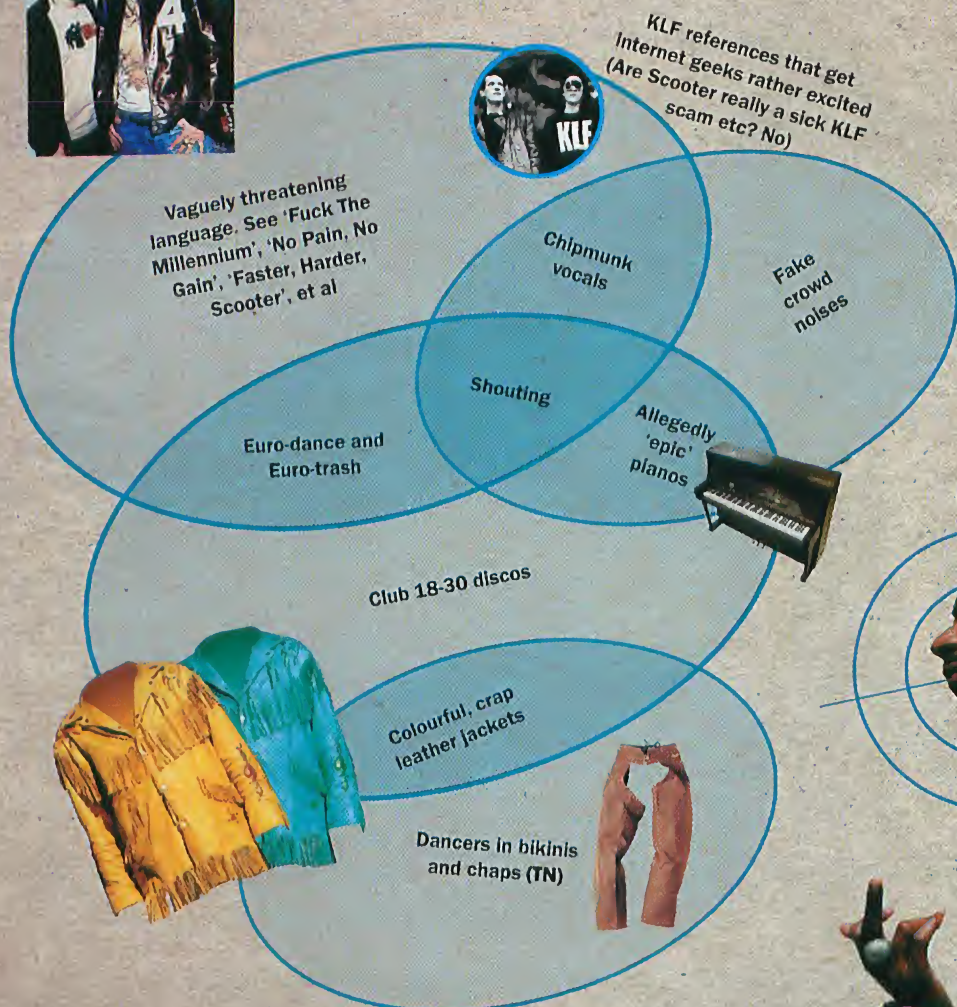 KLF references that get
Internet geeks rather excited
(Are Scooter really a sick KLF
scam etc? No)
KLF
Vaguely threatening
language. See 'Fuck The
Millennium', 'No Pain, No
Gain', 'Faster, Harder,
Scooter', et al
Chipmunk
vocals
Fake
crowd
noises
Shouting
Allegedly
'epic'
pianos
Euro-dance and
Euro-trash
Club 18-30 discos
Colourful, crap
leather jackets
Dancers in bikinis
and chaps (TN)